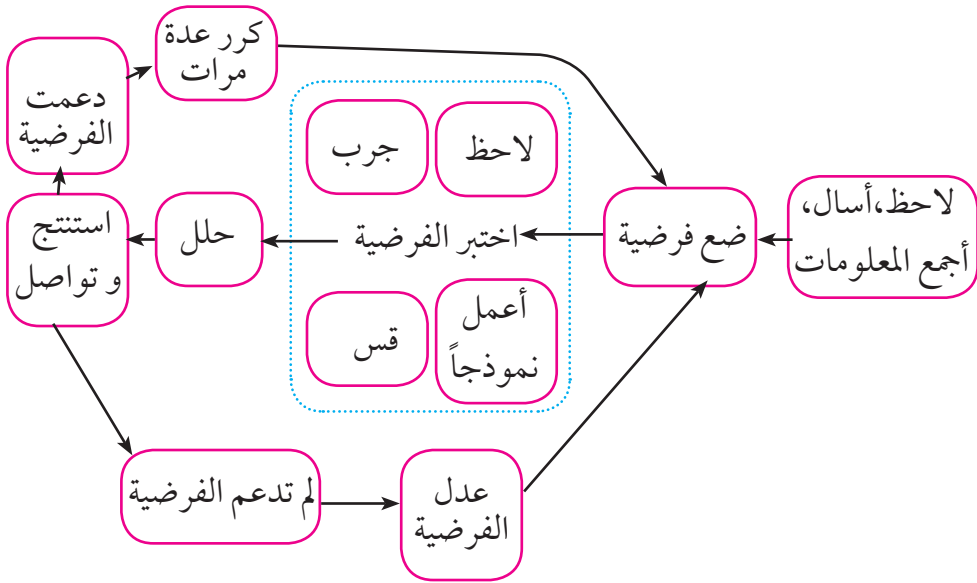 لاحظ،أسال،
أجمع المعلومات
ضع فرضية
اختبر الفرضية
لاحظ
جرب
أعمل
نموذجاً
قس
حلل
استنتج
و تواصل
دعمت
الفرضية
كرر عدة
مرات
لم تدعم الفرضية
عدل
الفرضية